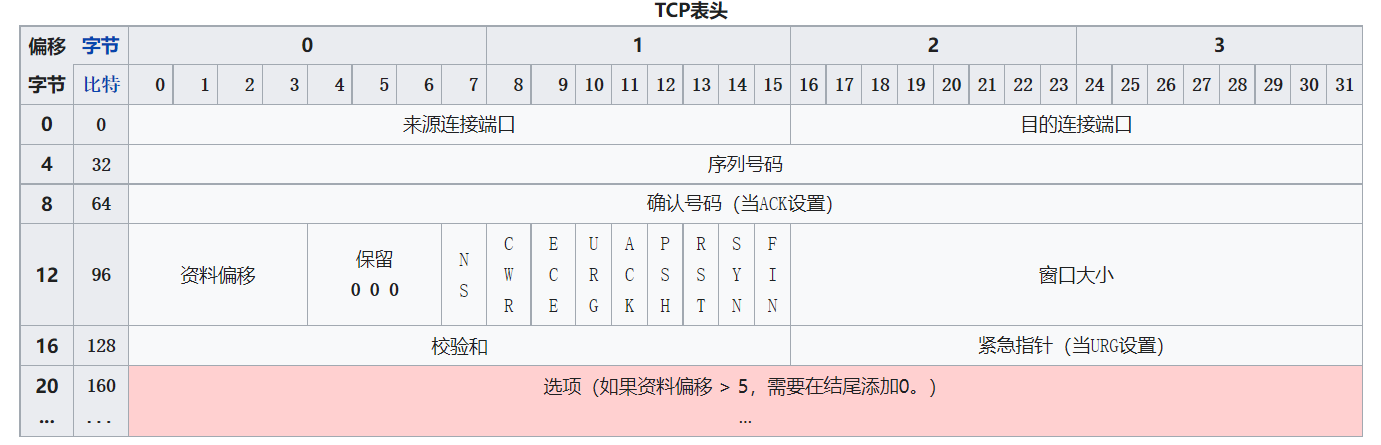 TCP表头
偏移 字节 0 1 2 3
字节 比特 0 1 2 3 4 5 6 7 8 9 10 11 12 13 14 15 16 17 18 19 20 21 22 23 24 25 26 27 28 29 30 31
0 0 来源连接端口 目的连接端口
4 32 序列号码
8 64 确认号码（当ACK设置）
12 96 资料偏移 保留 0 0 0 NS CWR ECE URG ACK PSH RST SYN FIN 窗口大小
16 128 校验和 紧急指针（当URG设置）
20 160 选项（如果资料偏移 > 5，需要在结尾添加0。）
... ... ...